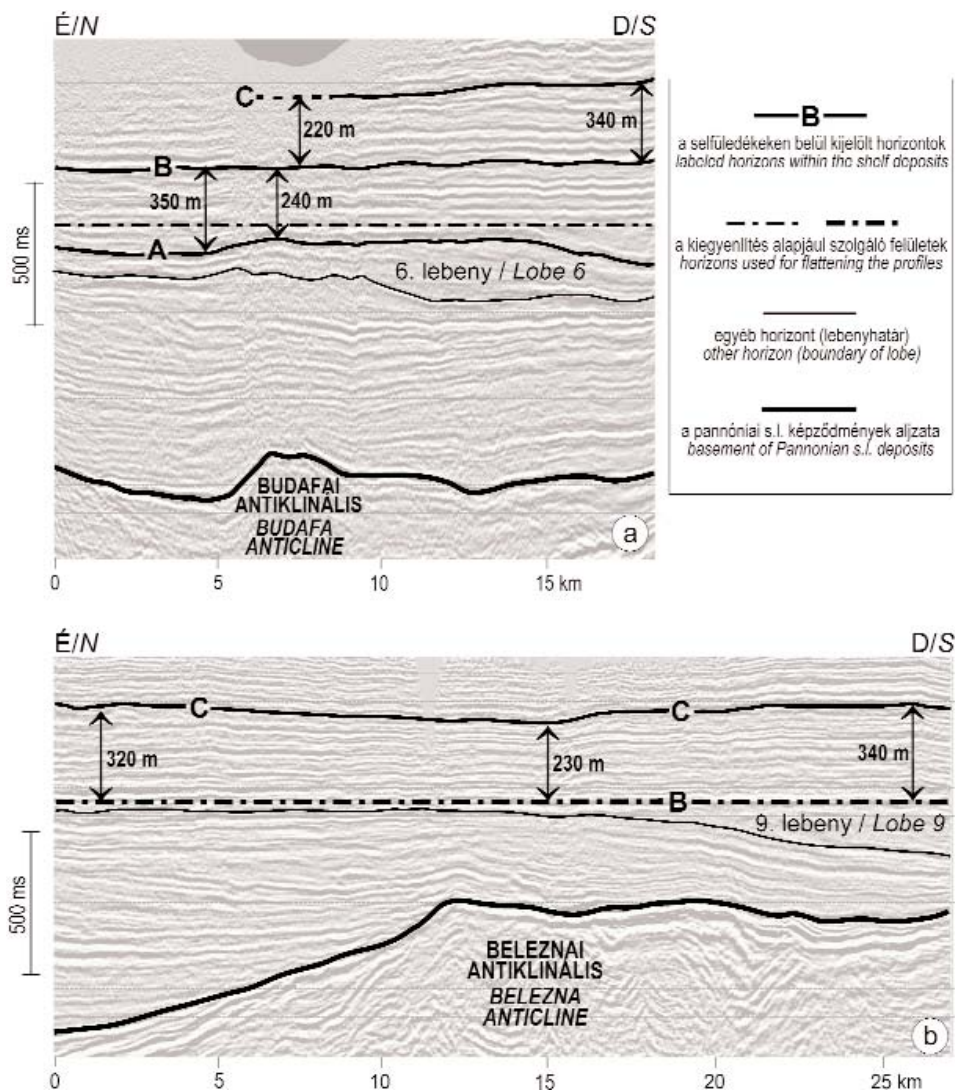 É/N
D/S
C
220 m
340 m
B
350 m
240 m
A
6. lebeny / Lobe 6
500 ms
BUDAFAI
ANTIKLINÁLIS
BUDAFA
ANTICLINE
a
0 5 10 15 km
B
a selfüledékeken belül kijelölt horizontok
labeled horizons within the shelf deposits
a kiegyenlítés alapjául szolgáló felületek
horizons used for flattening the profiles
egyéb horizont (lebenyhatár)
other horizon (boundary of lobe)
a pannóniai s.l. képződmények aljzata
basement of Pannonian s.l. deposits
É/N
D/S
C
C
320 m
230 m
340 m
B
9. lebeny / Lobe 9
500 ms
BELEZNAI
ANTIKLINÁLIS
BELEZNA
ANTICLINE
b
0 5 10 15 20 25 km